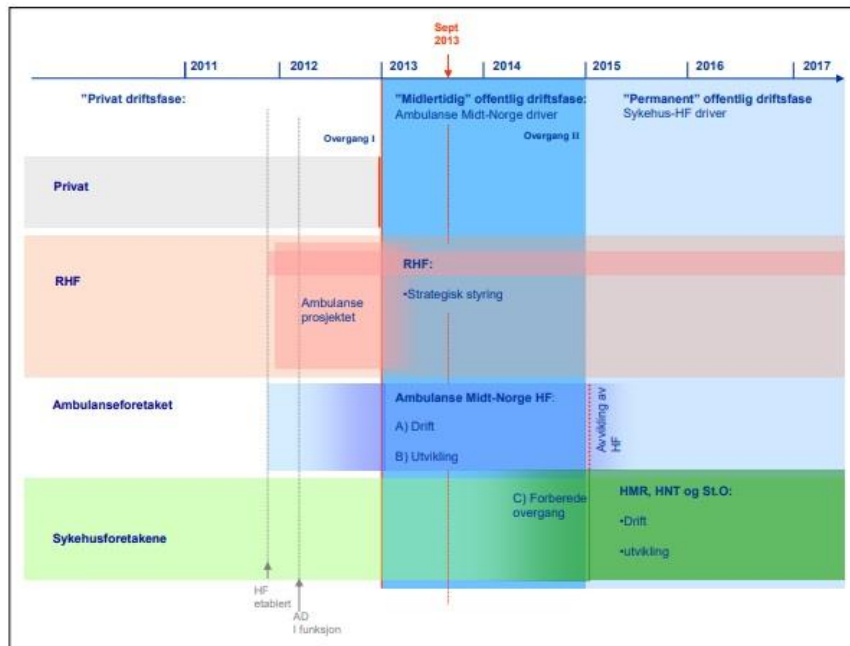 Sept
2013
2011
2012
2013
2014
2015
2016
2017
"Privat driftsfase:
"Midlertidig" offentlig driftsfase:
Ambulanse Midt-Norge driver
"Permanent" offentlig driftsfase
Sykehus-HF driver
Overgang I
Overgang II
Privat
RHF
RHF:
•Strategisk styring
Ambulanse
prosjektet
Ambulanseforetaket
Ambulanse Midt-Norge HF:
A) Drift
B) Utvikling
Avvikling av
HF
C) Forberede
overgang
HMR, HNT og St.O:
•Drift
•utvikling
Sykehusforetakene
HF
etablert
AD
I funksjon